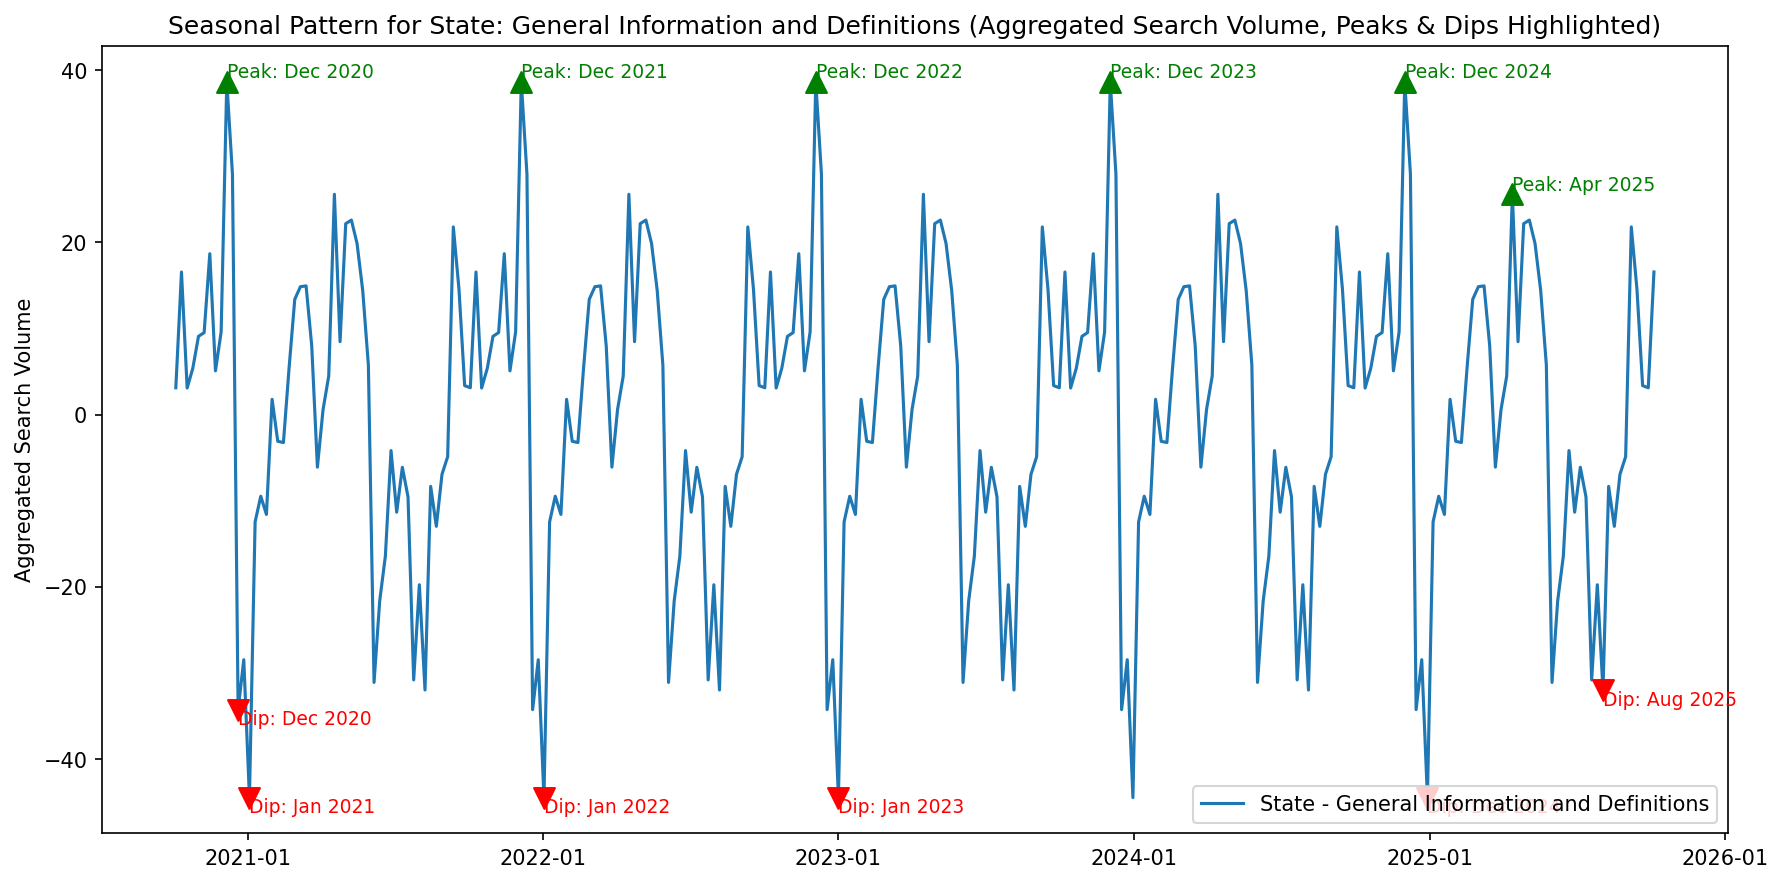 Seasonal Pattern for State: General Information and Definitions (Aggregated Search Volume, Peaks & Dips Highlighted)
Aggregated Search Volume
40
20
0
−20
−40
Peak: Dec 2020
Peak: Dec 2021
Peak: Dec 2022
Peak: Dec 2023
Peak: Dec 2024
Peak: Apr 2025
Dip: Dec 2020
Dip: Aug 2025
Dip: Jan 2021
Dip: Jan 2022
Dip: Jan 2023
Dip: Dec 2024
State - General Information and Definitions
2021-01
2022-01
2023-01
2024-01
2025-01
2026-01